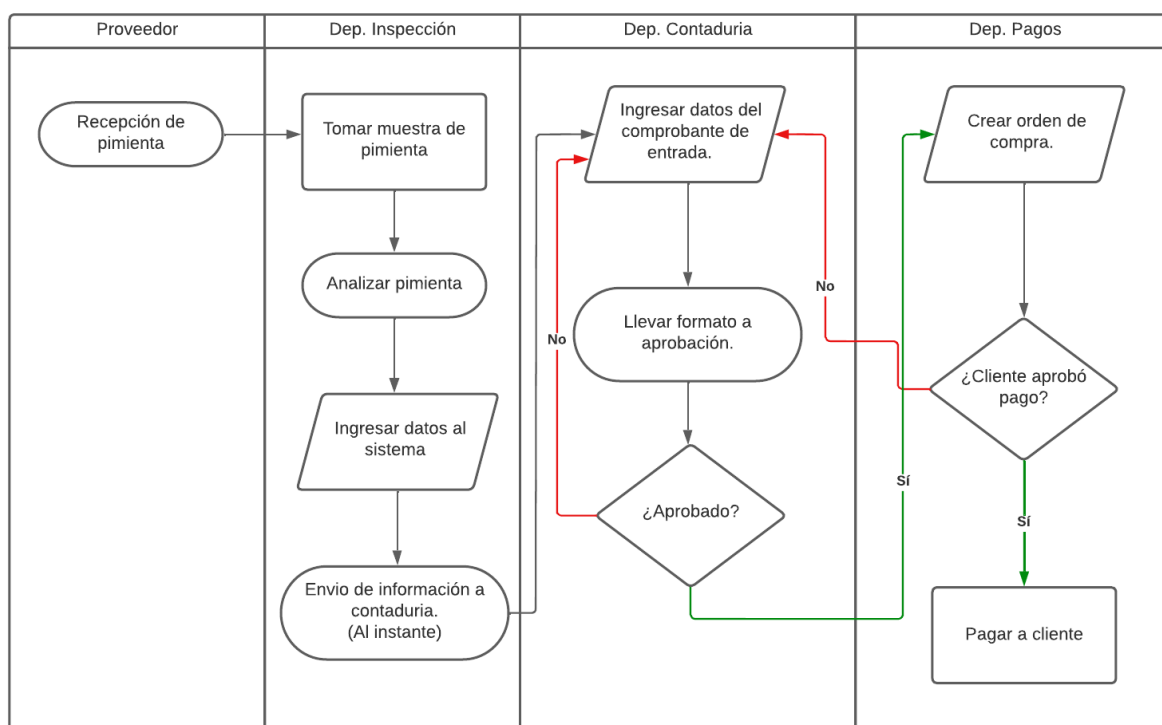 Proveedor
Dep. Inspección
Dep. Contaduria
Dep. Pagos
Recepción de
pimienta
Tomar muestra de
pimienta
Analizar pimienta
Ingresar datos al
sistema
Envio de información a
contaduria.
(Al instante)
Ingresar datos del
comprobante de
entrada.
Llevar formato a
aprobación.
¿Aprobado?
No
Sí
Crear orden de
compra.
¿Cliente aprobó
pago?
No
Sí
Pagar a cliente